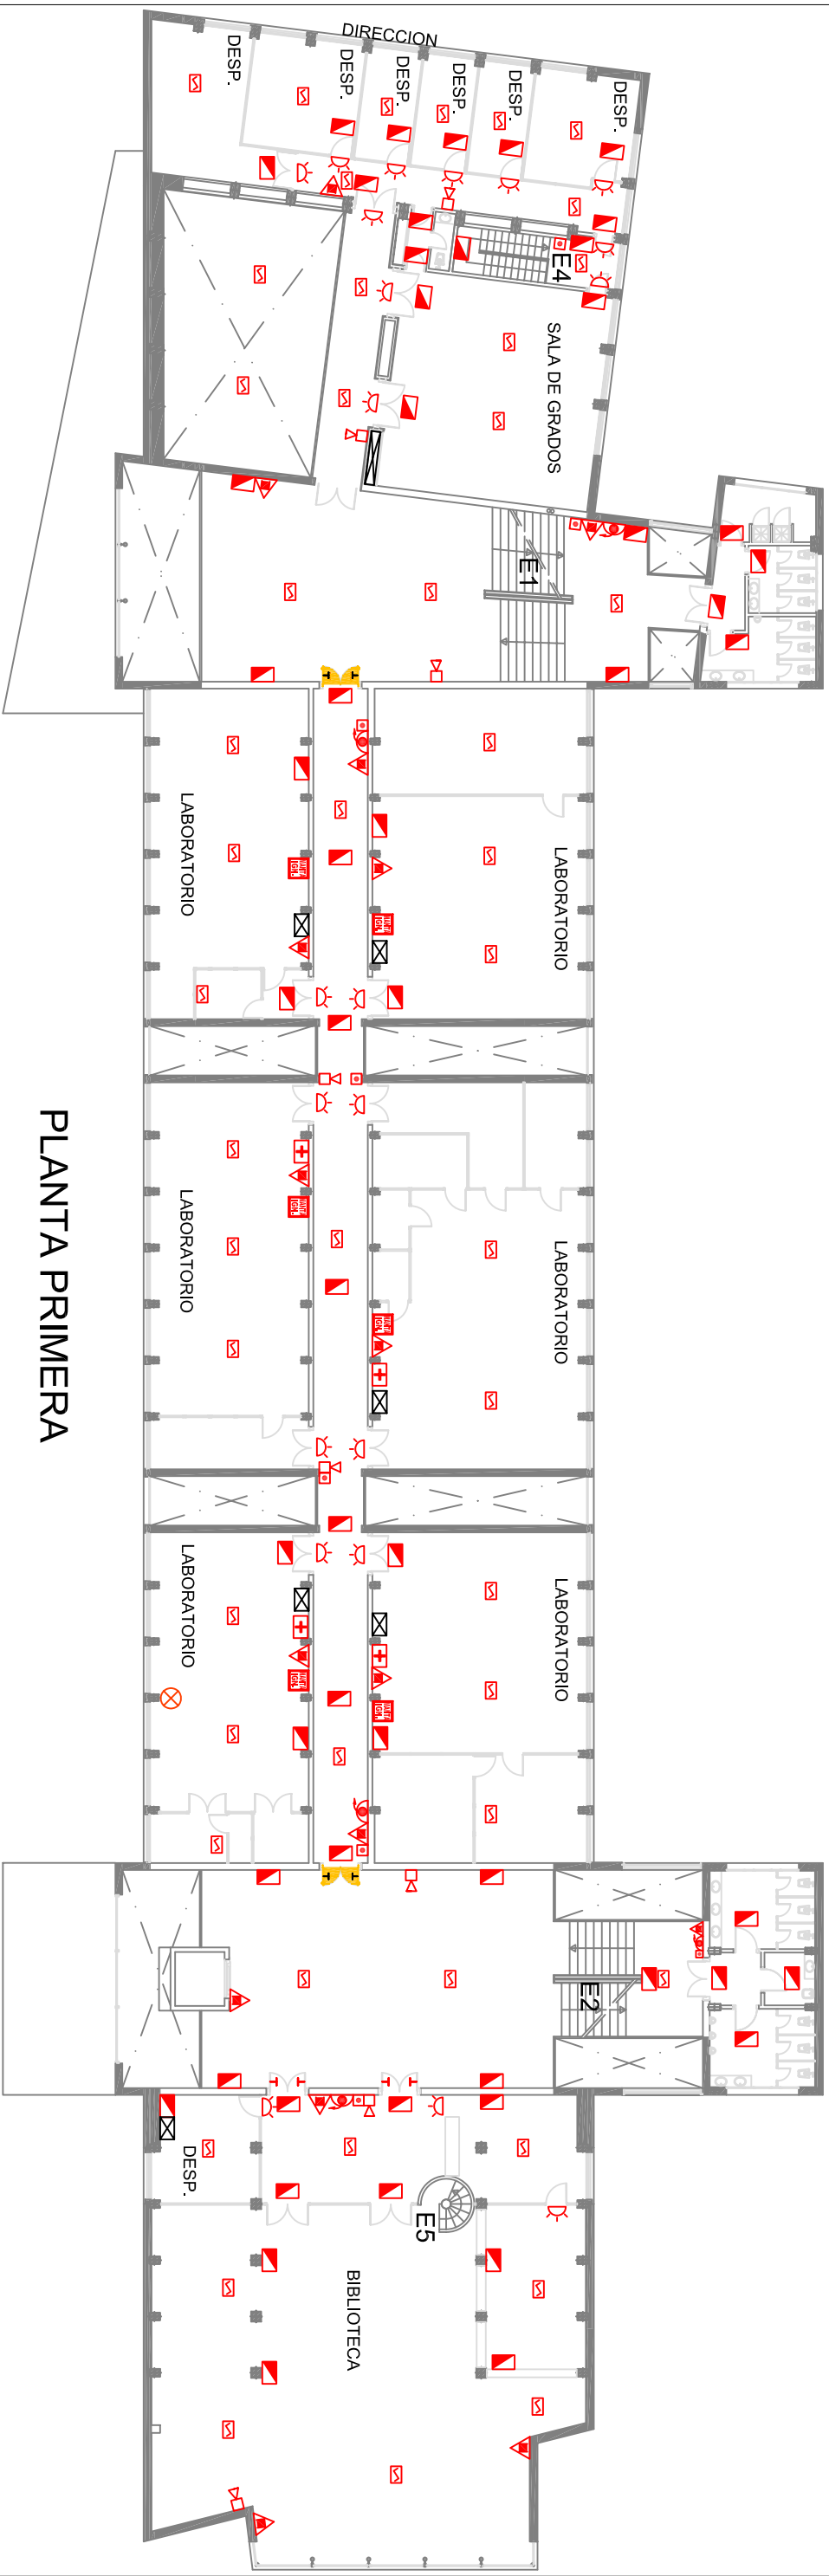 DIRECCION
DESP.
DESP.
DESP.
DESP.
DESP.
DESP.
E4
SALA DE GRADOS
E1
LABORATORIO
LABORATORIO
PLANTA PRIMERA
LABORATORIO
LABORATORIO
LABORATORIO
LABORATORIO
E2
DESP.
E5
BIBLIOTECA